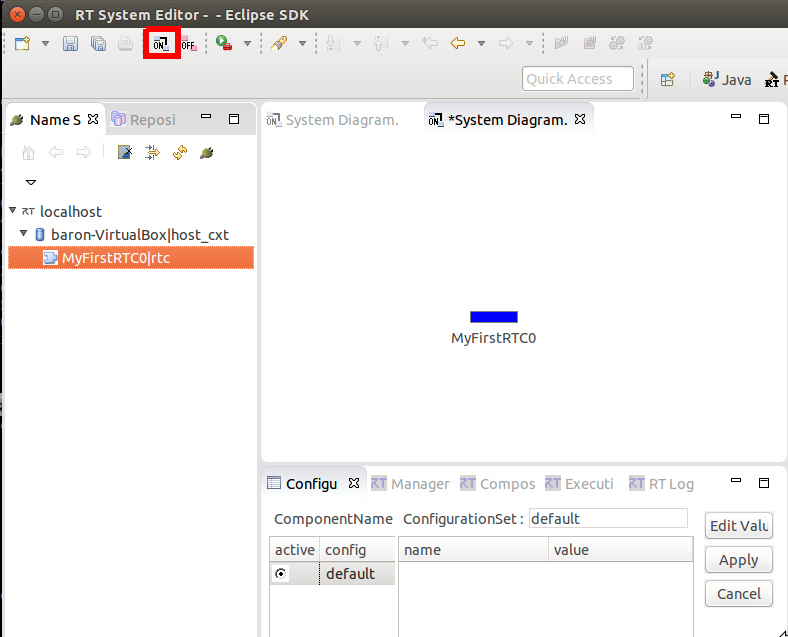 RT System Editor - - Eclipse SDK
ON OFF
Quick Access
Java RT
Name S
Reposi
System Diagram.
*System Diagram.
RT localhost
baron-VirtualBox|host_cxt
MyFirstRTC0|rtc
MyFirstRTC0
Configu
RT Manager
RT Compos
RT Executi
RT RT Log
ComponentName ConfigurationSet : default
Edit Valu
active config
name value
default
Apply
Cancel